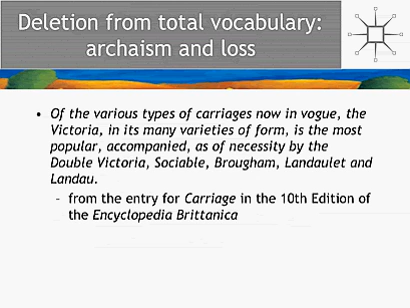 Deletion from total vocabulary:
archaism and loss
• Of the various types of carriages now in vogue, the
Victoria, in its many varieties of form, is the most
popular, accompanied, as of necessity by the
Double Victoria, Sociable, Brougham, Landaulet and
Landau.
– from the entry for Carriage in the 10th Edition of
the Encyclopedia Brittanica